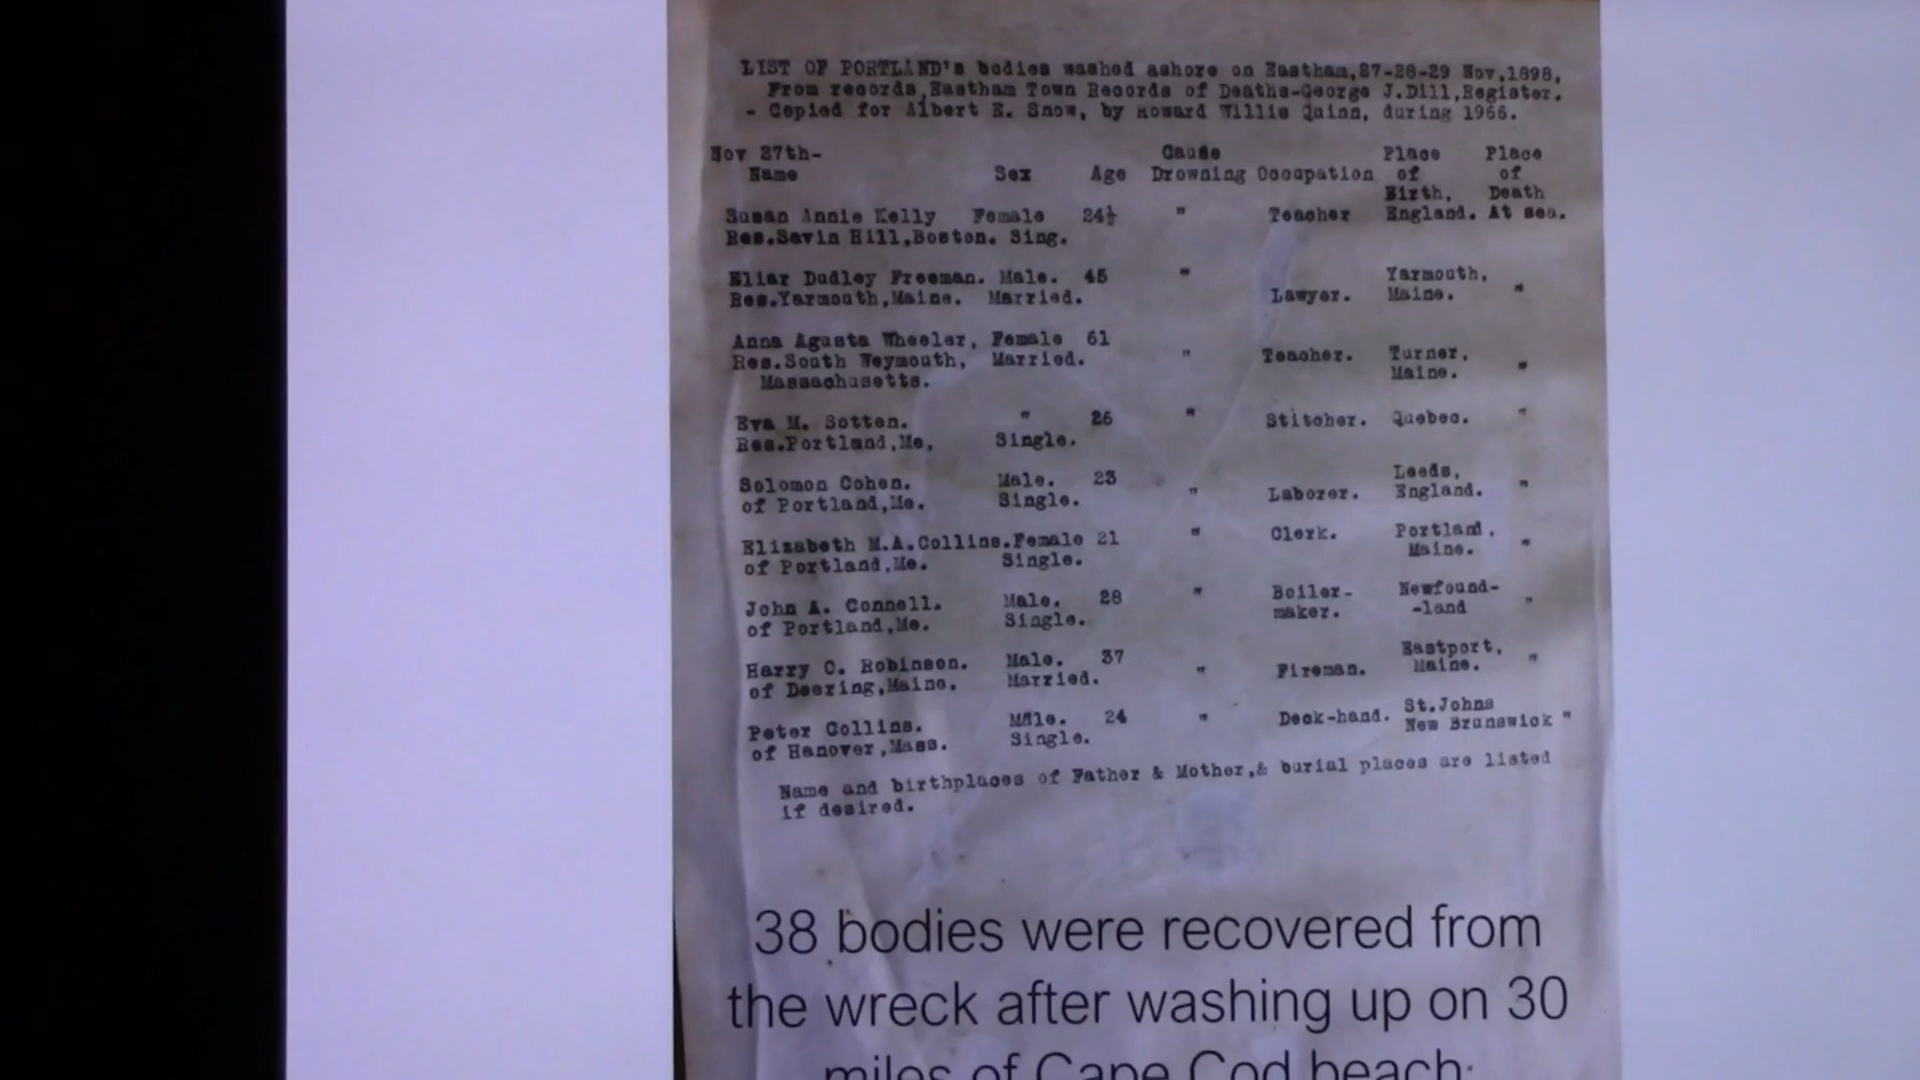 LIST OF PORTLAND's bodies washed ashore on Eastham,27-28-29 Nov,1898,
From records,Eastham Town Records of Deaths-George J.Dill,Register.
- Copied for Albert E. Snow, by Howard Willis Quinn, during 1966.
Nov 27th- Cause Place Place
Name Sex Age Drowning Occupation of of
Birth, Death
Susan Annie Kelly Female 24½ " Teacher England. At sea.
Res.Savin Hill,Boston. Sing.
Eliar Dudley Freeman. Male. 45 " Yarmouth,
Res.Yarmouth,Maine. Married. Lawyer. Maine. "
Anna Agusta Wheeler, Female 61
Res.South Weymouth, Married. " Teacher. Turner,
Massachusetts. Maine. "
Eva M. Sotten. " 26 " Stitcher. Quebec. "
Res.Portland,Me, Single.
Solomon Cohen. Male. 23 Leeds,
of Portland,Me. Single. " Laborer. England. "
Elizabeth M.A.Collins.Female 21 " Clerk. Portland,
of Portland,Me. Single. Maine. "
John A. Connell. Male. 28 " Boiler- Newfound-
of Portland,Me. Single. maker. -land "
Harry C. Robinson. Male. 37 Eastport,
of Deering,Maine. Married. " Fireman. Maine. "
Peter Collins. Male. 24 " Deck-hand. St.Johns
of Hanover,Mass. Single. New Brunswick "
Name and birthplaces of Father & Mother,& burial places are listed
if desired.
38 bodies were recovered from
the wreck after washing up on 30
miles of Cape Cod beach;